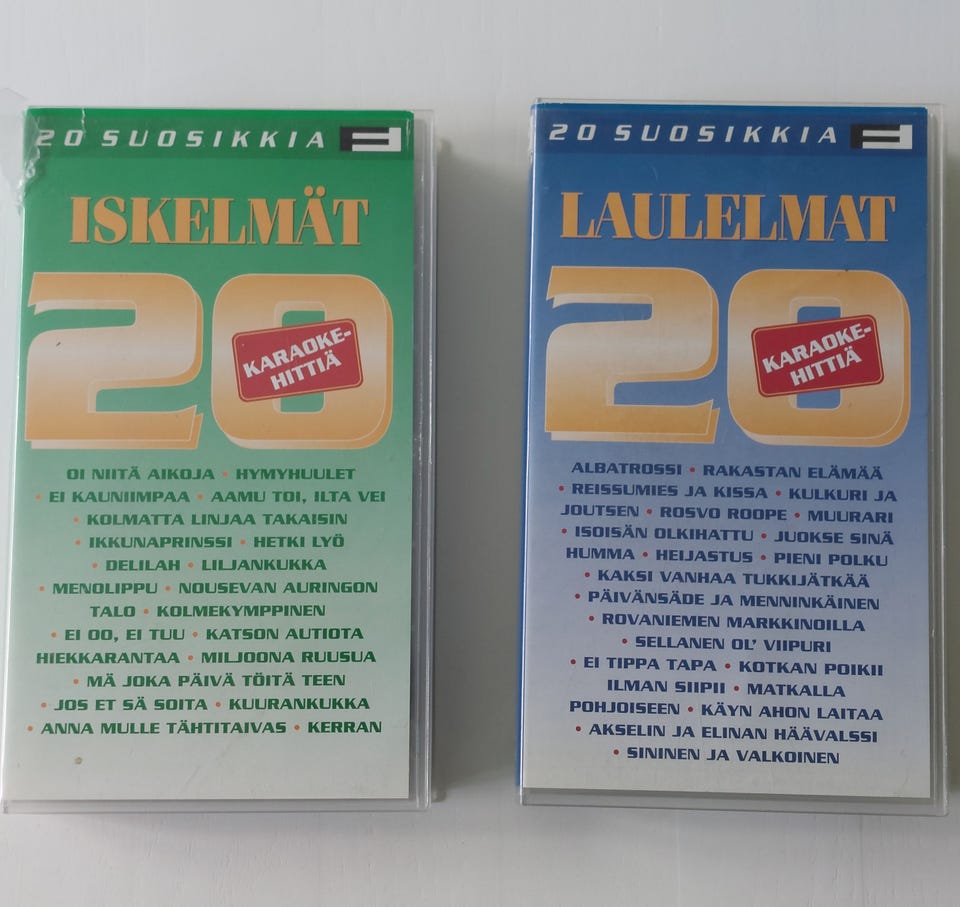 20 SUOSIKKIA
ISKELMÄT
20
KARAOKE-
HITTIÄ
OI NIITÄ AIKOJA • HYMYHUULET
• EI KAUNIIMPAA • AAMU TOI, ILTA VEI
• KOLMATTA LINJAA TAKAISIN
• IKKUNAPRINSSI • HETKI LYÖ
• DELILAH • LILJANKUKKA
• MENOLIPPU • NOUSEVAN AURINGON
TALO • KOLMEKYMPPINEN
• EI OO, EI TUU • KATSON AUTIOTA
HIEKKARANTAA • MILJOONA RUUSUA
• MÄ JOKA PÄIVÄ TÖITÄ TEEN
• JOS ET SÄ SOITA • KUURANKUKKA
• ANNA MULLE TÄHTITAIVAS • KERRAN
20 SUOSIKKIA
LAULELMAT
20
KARAOKE-
HITTIÄ
ALBATROSSI • RAKASTAN ELÄMÄÄ
• REISSUMIES JA KISSA • KULKURI JA
JOUTSEN • ROSVO ROOPE • MUURARI
• ISOISÄN OLKIHATTU • JUOKSE SINÄ
HUMMA • HEIJASTUS • PIENI POLKU
• KAKSI VANHAA TUKKIJÄTKÄÄ
• PÄIVÄNSÄDE JA MENNINKÄINEN
• ROVANIEMEN MARKKINOILLA
• SELLANEN OL' VIIPURI
• EI TIPPA TAPA • KOTKAN POIKII
ILMAN SIIPII • MATKALLA
POHJOISEEN • KÄYN AHON LAITAA
• AKSELIN JA ELINAN HÄÄVALSSI
• SININEN JA VALKOINEN